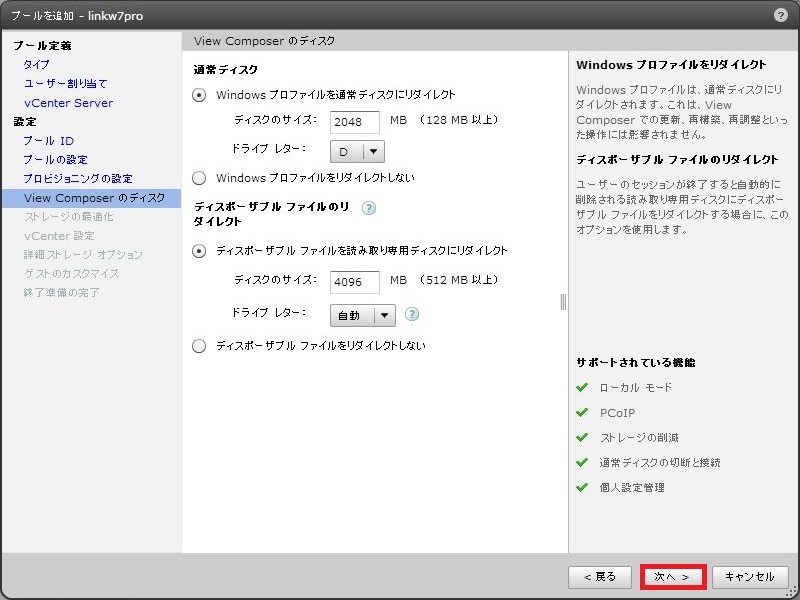 プールを追加 - linkw7pro
?
プール定義
タイプ
ユーザー割り当て
vCenter Server
設定
プール ID
プールの設定
プロビジョニングの設定
View Composer のディスク
ストレージの最適化
vCenter 設定
詳細ストレージ オプション
ゲストのカスタマイズ
終了準備の完了
View Composer のディスク
通常ディスク
Windows プロファイルを通常ディスクにリダイレクト
ディスクのサイズ: 2048 MB (128 MB 以上)
ドライブ レター: D
Windows プロファイルをリダイレクトしない
ディスポーザブル ファイルのリ
ダイレクト ?
ディスポーザブル ファイルを読み取り専用ディスクにリダイレクト
ディスクのサイズ: 4096 MB (512 MB 以上)
ドライブ レター: 自動 ?
ディスポーザブル ファイルをリダイレクトしない
Windows プロファイルをリダイレクト
Windows プロファイルは、通常ディスクにリ
ダイレクトされます。これは、View
Composer での更新、再構築、再調整といっ
た操作には影響されません。
ディスポーザブル ファイルのリダイレクト
ユーザーのセッションが終了すると自動的に
削除される読み取り専用ディスクにディスポー
ザブル ファイルをリダイレクトする場合に、この
オプションを使用します。
サポートされている機能
ローカル モード
PCoIP
ストレージの削減
通常ディスクの切断と接続
個人設定管理
< 戻る
次へ >
キャンセル